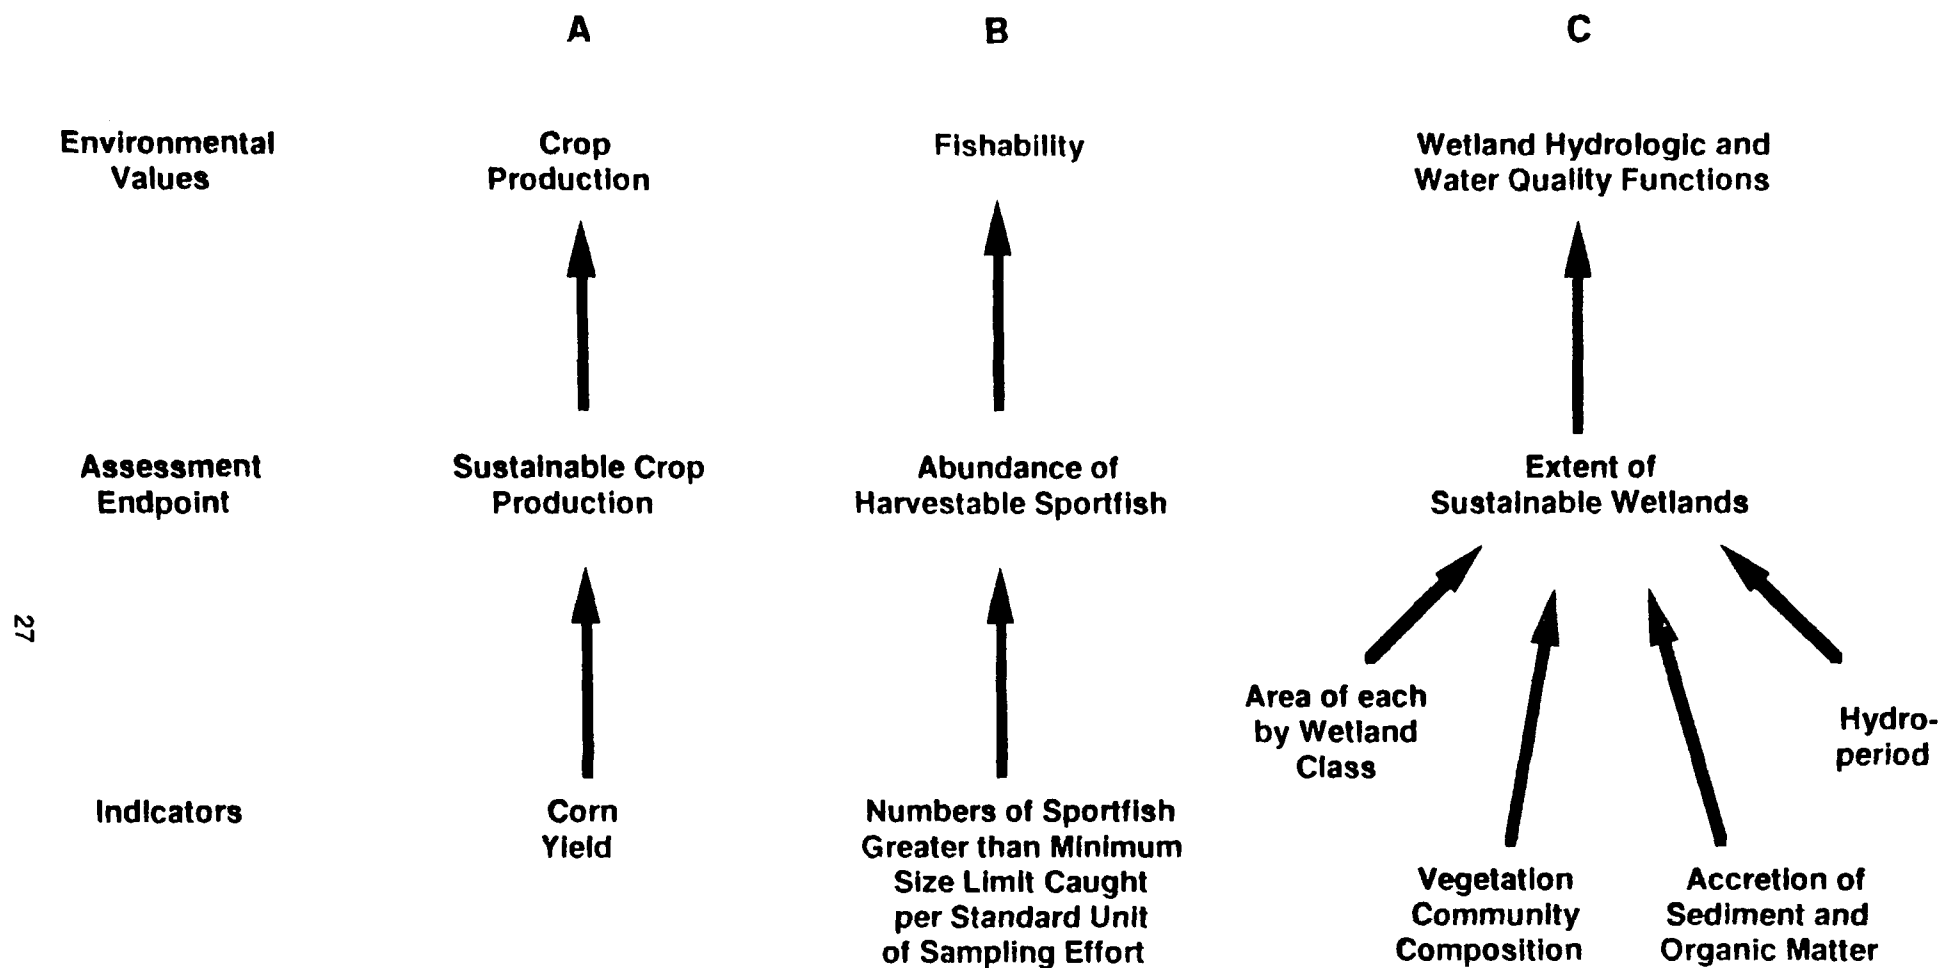 A
B
C
Environmental
Values
Crop
Production
Fishability
Wetland Hydrologic and
Water Quality Functions
Assessment
Endpoint
Sustainable Crop
Production
Abundance of
Harvestable Sportfish
Extent of
Sustainable Wetlands
27
Indicators
Corn
Yield
Numbers of Sportfish
Greater than Minimum
Size Limit Caught
per Standard Unit
of Sampling Effort
Area of each
by Wetland
Class
Vegetation
Community
Composition
Accretion of
Sediment and
Organic Matter
Hydro-
period